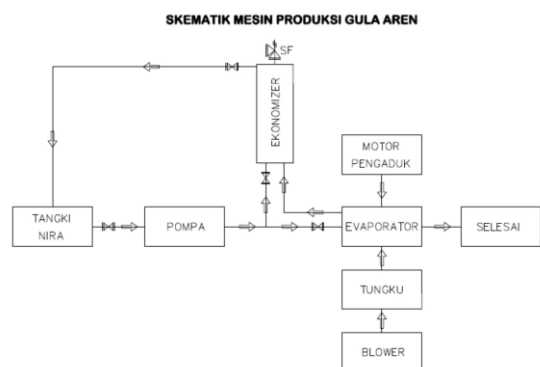 SKEMATIK MESIN PRODUKSI GULA AREN
SF
EKONOMIZER
MOTOR
PENGADUK
TANGKI
NIRA
POMPA
EVAPORATOR
SELESAI
TUNGKU
BLOWER